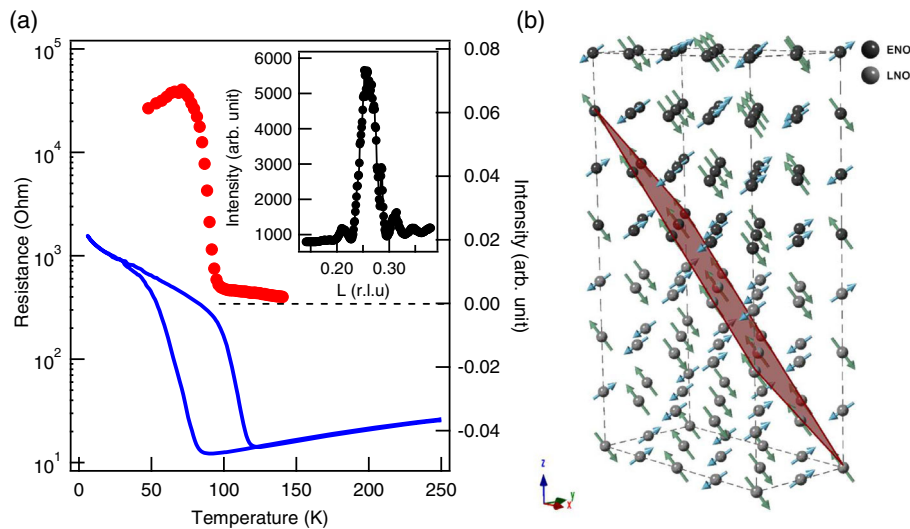 (a)
(b)
10^5
10^4
10^3
10^2
10^1
Resistance (Ohm)
0
50
100
150
200
250
Temperature (K)
0.08
0.06
0.04
0.02
0.00
-0.02
-0.04
Intensity (arb. unit)
6000
5000
4000
3000
2000
1000
Intensity (arb. unit)
0.20
0.30
L (r.l.u)
ENO
LNO
z
y
x